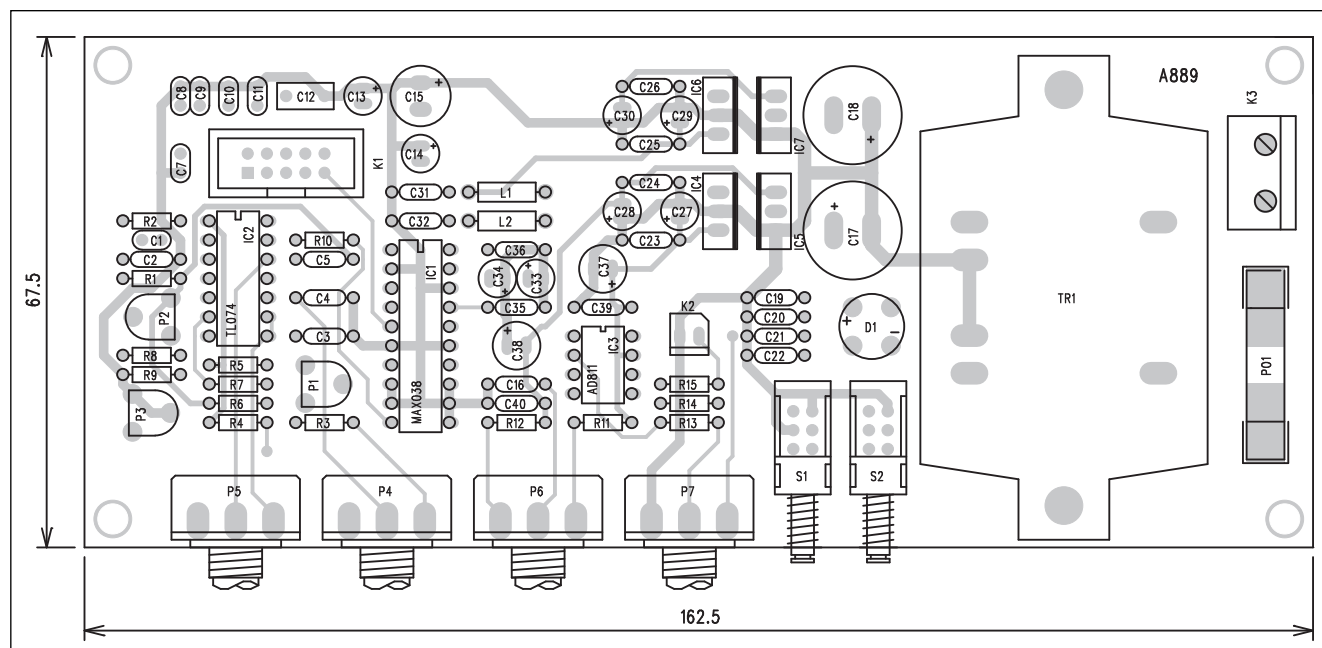 A889
K3
C8
C9
C10
C11
C12
C13
+
C15
+
C14
+
K1
C7
C26
C30
+
C29
+
C25
IC6
IC7
C18
+
C31
L1
C32
L2
C24
C28
+
C27
+
C23
IC4
IC5
C17
+
R2
C1
C2
R1
P2
R8
R9
P3
IC2
TL074
R10
C5
C4
C3
P1
R5
R7
R6
R4
R3
IC1
MAX038
C36
C34
+
C33
+
C35
C38
+
C16
C40
R12
C37
+
C39
IC3
AD811
R11
K2
R15
R14
R13
C19
C20
C21
C22
D1
+
-
TR1
PO1
S1
S2
P5
P4
P6
P7
67.5
162.5